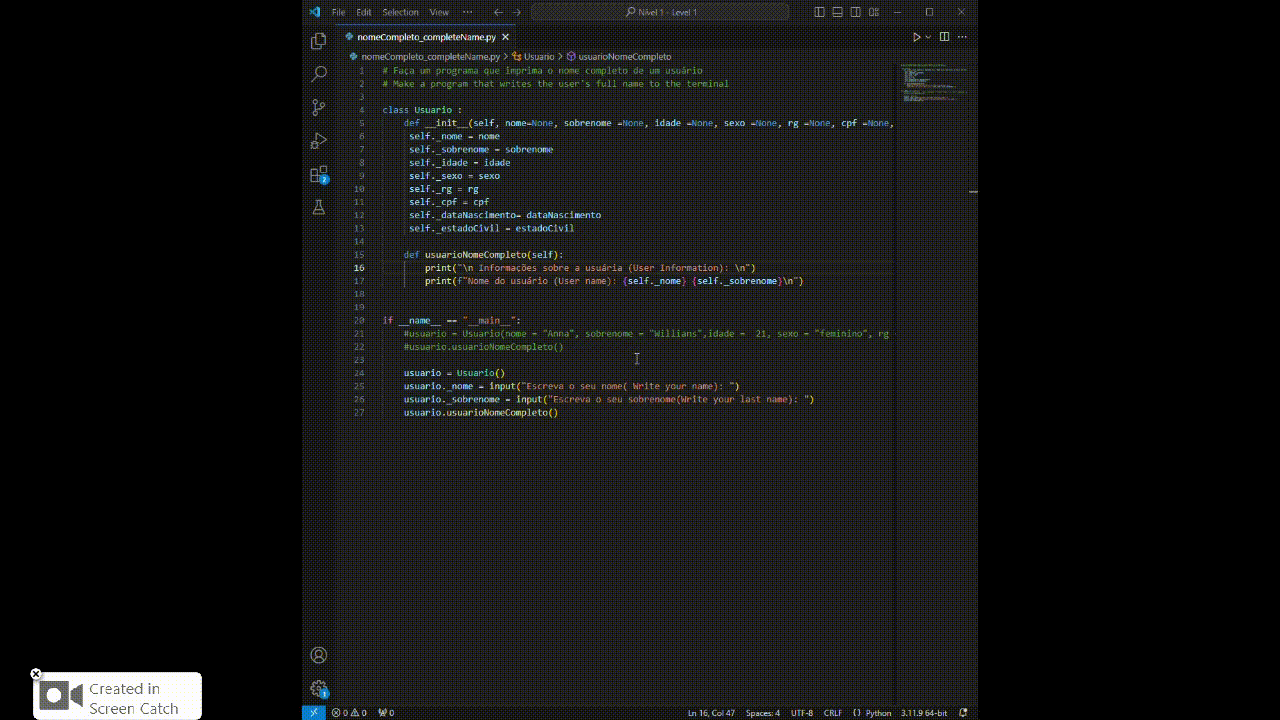 File Edit Selection View ··· Nível 1 - Level 1
nomeCompleto_completeName.py
nomeCompleto_completeName.py > Usuario > usuarioNomeCompleto
1 # Faça um programa que imprima o nome completo de um usuário
2 # Make a program that writes the user's full name to the terminal
3
4 class Usuario :
5 def __init__(self, nome=None, sobrenome =None, idade =None, sexo =None, rg =None, cpf =None,
6 self._nome = nome
7 self._sobrenome = sobrenome
8 self._idade = idade
9 self._sexo = sexo
10 self._rg = rg
11 self._cpf = cpf
12 self._dataNascimento= dataNascimento
13 self._estadoCivil = estadoCivil
14
15 def usuarioNomeCompleto(self):
16 print("\n Informações sobre a usuária (User Information): \n")
17 print(f"Nome do usuário (User name): {self._nome} {self._sobrenome}\n")
18
19
20 if __name__ == "__main__":
21 #usuario = Usuario(nome = "Anna", sobrenome = "Willians",idade = 21, sexo = "feminino", rg
22 #usuario.usuarioNomeCompleto()
23
24 usuario = Usuario()
25 usuario._nome = input("Escreva o seu nome( Write your name): ")
26 usuario._sobrenome = input("Escreva o seu sobrenome(Write your last name): ")
27 usuario.usuarioNomeCompleto()
2
1
Created in
Screen Catch
0 0 0 Ln 16, Col 47 Spaces: 4 UTF-8 CRLF {} Python 3.11.9 64-bit